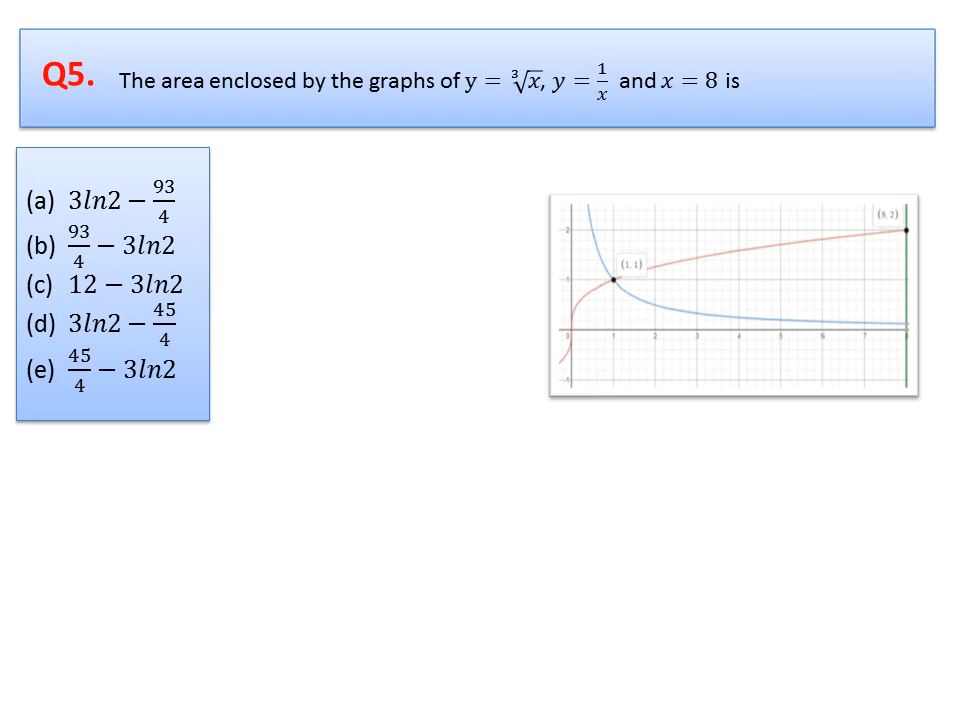 Q5. The area enclosed by the graphs of y = ∛x, y = 1/x and x = 8 is
(a) 3ln2 − 93/4
(b) 93/4 − 3ln2
(c) 12 − 3ln2
(d) 3ln2 − 45/4
(e) 45/4 − 3ln2
(8, 2)
2
(1, 1)
1
0 1 2 3 4 5 6 7 8
-1